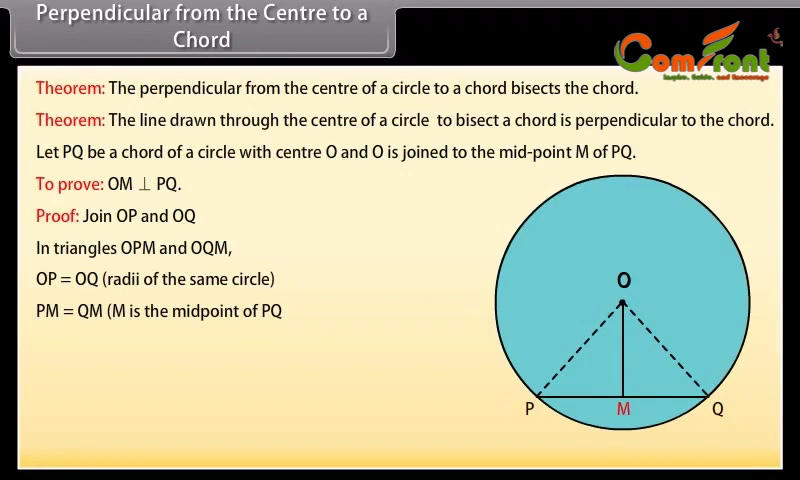 Perpendicular from the Centre to a
Chord
ComFront
Inspire, Guide, and Encourage
Theorem: The perpendicular from the centre of a circle to a chord bisects the chord.
Theorem: The line drawn through the centre of a circle to bisect a chord is perpendicular to the chord.
Let PQ be a chord of a circle with centre O and O is joined to the mid-point M of PQ.
To prove: OM ⊥ PQ.
Proof: Join OP and OQ
In triangles OPM and OQM,
OP = OQ (radii of the same circle)
PM = QM (M is the midpoint of PQ
O
P M Q